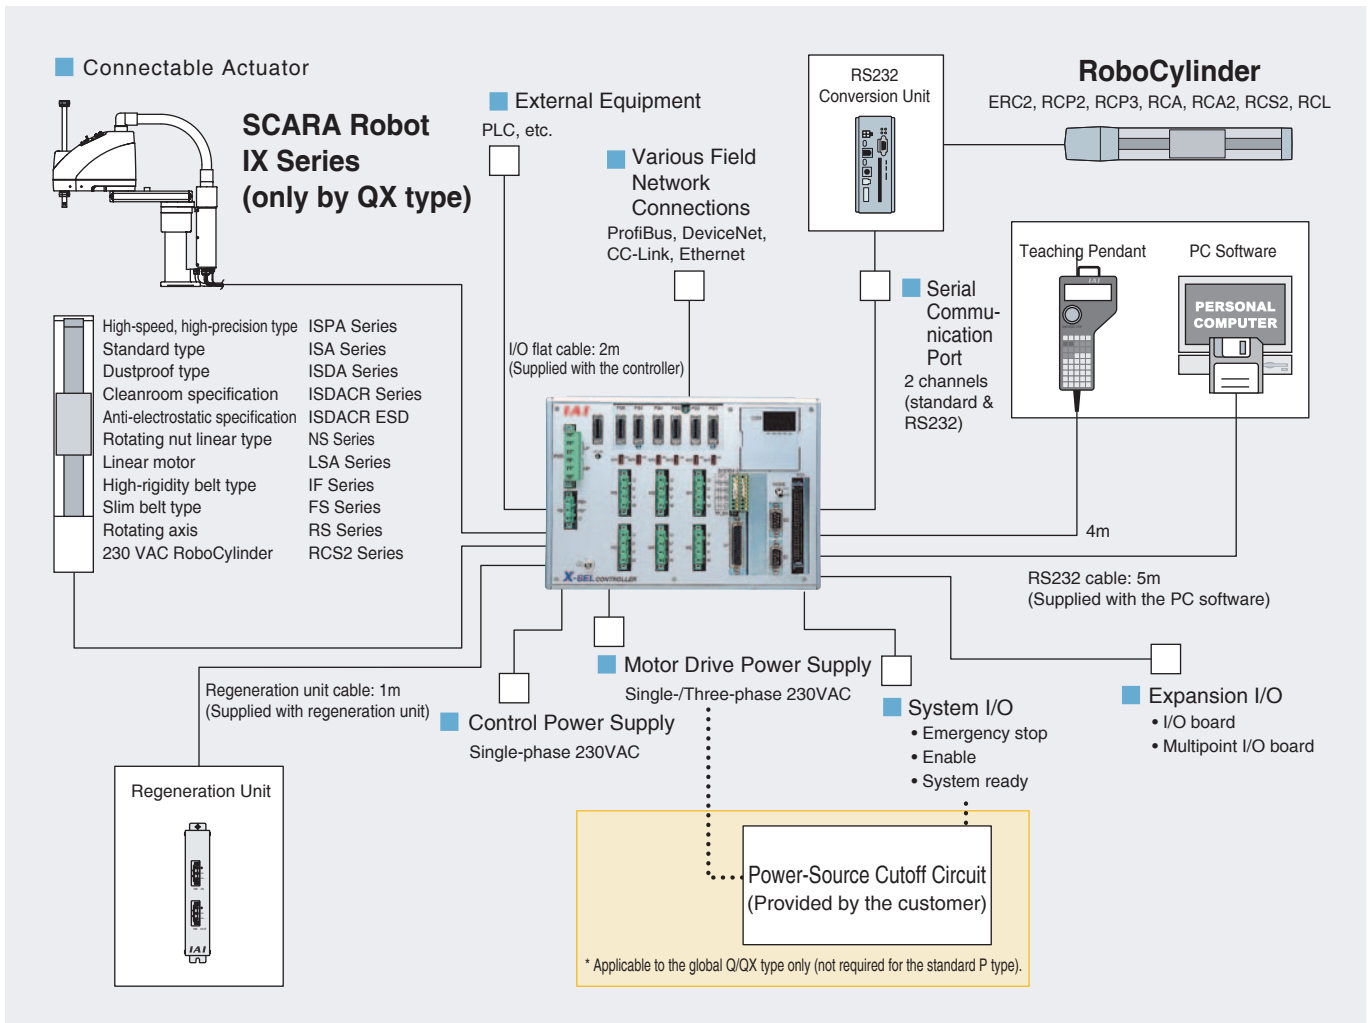 Connectable Actuator
SCARA Robot
IX Series
(only by QX type)
External Equipment
PLC, etc.
Various Field
Network
Connections
ProfiBus, DeviceNet,
CC-Link, Ethernet
RS232
Conversion Unit
RoboCylinder
ERC2, RCP2, RCP3, RCA, RCA2, RCS2, RCL
Teaching Pendant
PC Software
IAI
PERSONAL
COMPUTER
Serial
Commu-
nication
Port
2 channels
(standard &
RS232)
High-speed, high-precision type ISPA Series
Standard type ISA Series
Dustproof type ISDA Series
Cleanroom specification ISDACR Series
Anti-electrostatic specification ISDACR ESD
Rotating nut linear type NS Series
Linear motor LSA Series
High-rigidity belt type IF Series
Slim belt type FS Series
Rotating axis RS Series
230 VAC RoboCylinder RCS2 Series
I/O flat cable: 2m
(Supplied with the controller)
IAI
X-SEL CONTROLLER
4m
RS232 cable: 5m
(Supplied with the PC software)
Regeneration unit cable: 1m
(Supplied with regeneration unit)
Control Power Supply
Single-phase 230VAC
Motor Drive Power Supply
Single-/Three-phase 230VAC
System I/O
• Emergency stop
• Enable
• System ready
Expansion I/O
• I/O board
• Multipoint I/O board
Regeneration Unit
IAI
Power-Source Cutoff Circuit
(Provided by the customer)
* Applicable to the global Q/QX type only (not required for the standard P type).